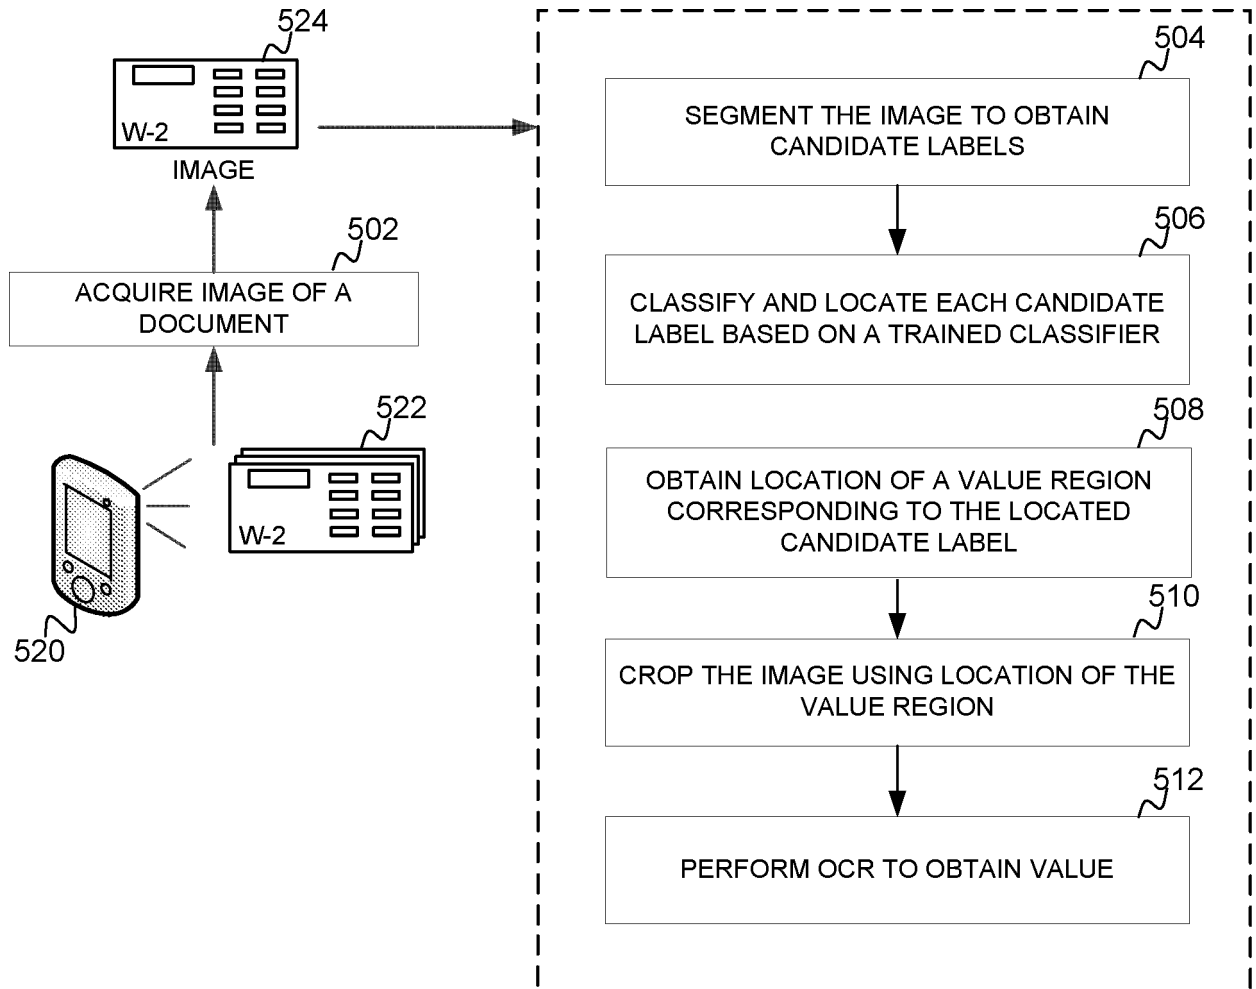 524
W-2
IMAGE
502
ACQUIRE IMAGE OF A
DOCUMENT
522
W-2
520
504
SEGMENT THE IMAGE TO OBTAIN
CANDIDATE LABELS
506
CLASSIFY AND LOCATE EACH CANDIDATE
LABEL BASED ON A TRAINED CLASSIFIER
508
OBTAIN LOCATION OF A VALUE REGION
CORRESPONDING TO THE LOCATED
CANDIDATE LABEL
510
CROP THE IMAGE USING LOCATION OF THE
VALUE REGION
512
PERFORM OCR TO OBTAIN VALUE